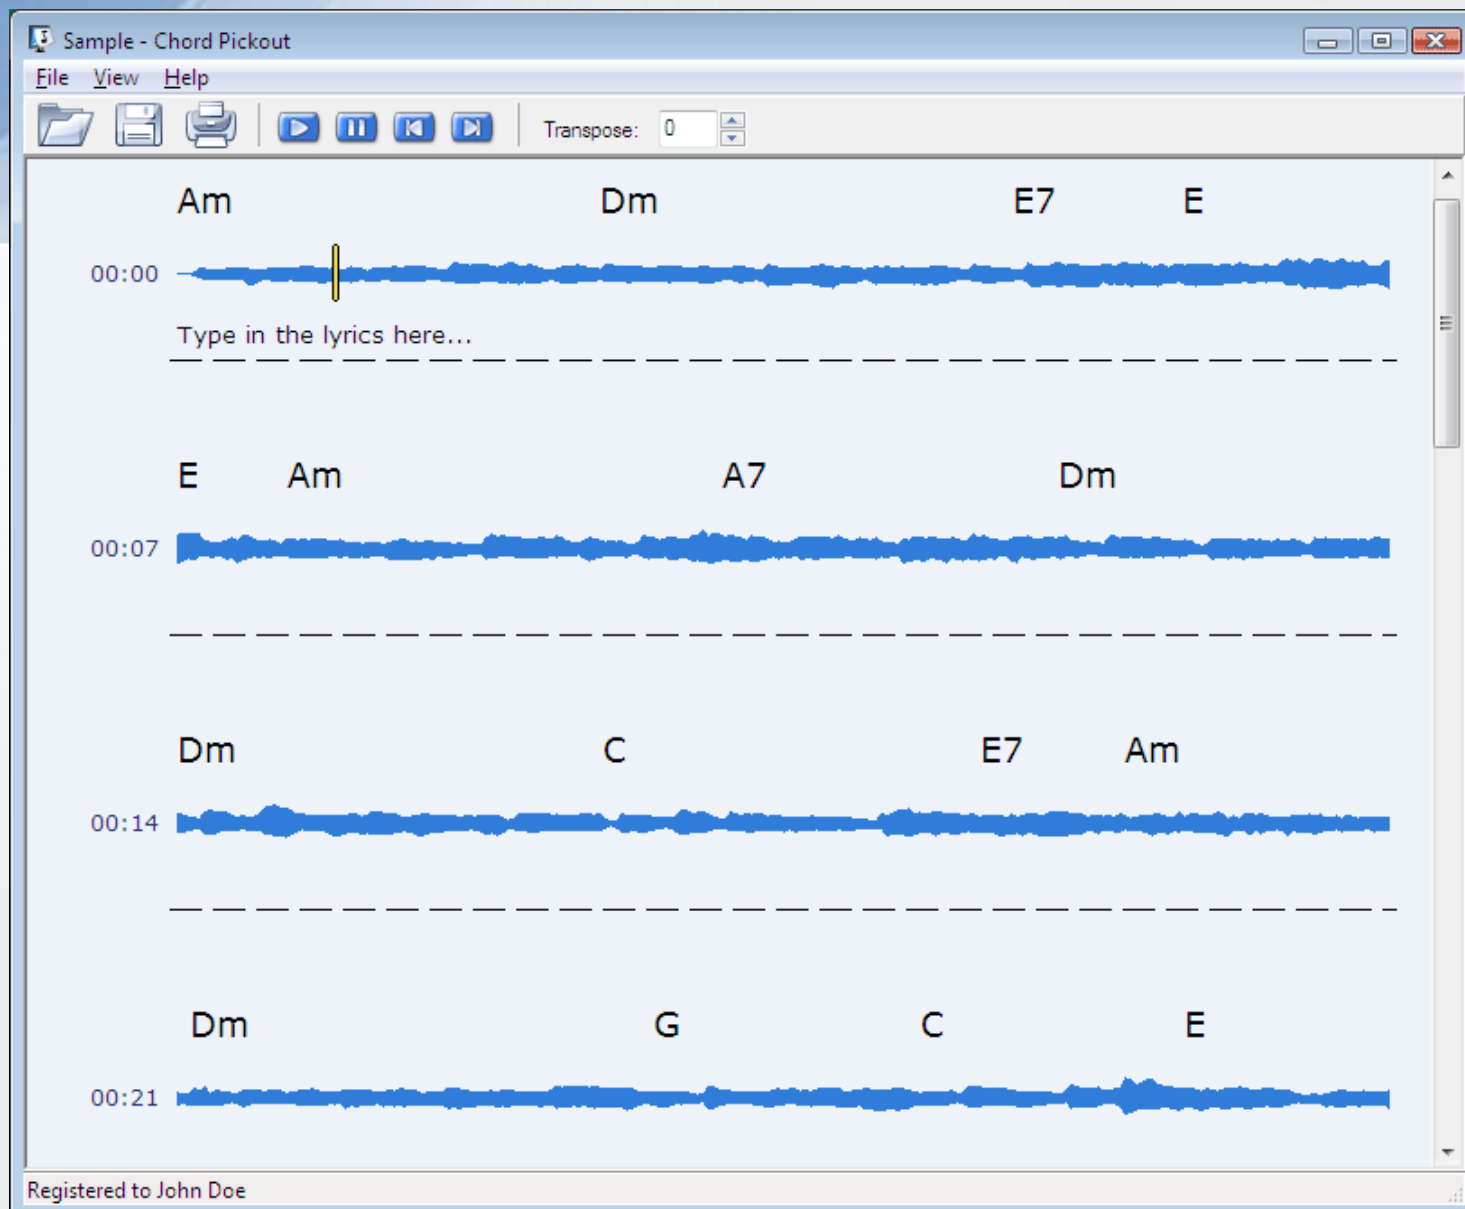 Sample - Chord Pickout
File View Help
Transpose: 0
Am Dm E7 E
00:00
Type in the lyrics here...
E Am A7 Dm
00:07
Dm C E7 Am
00:14
Dm G C E
00:21
Registered to John Doe